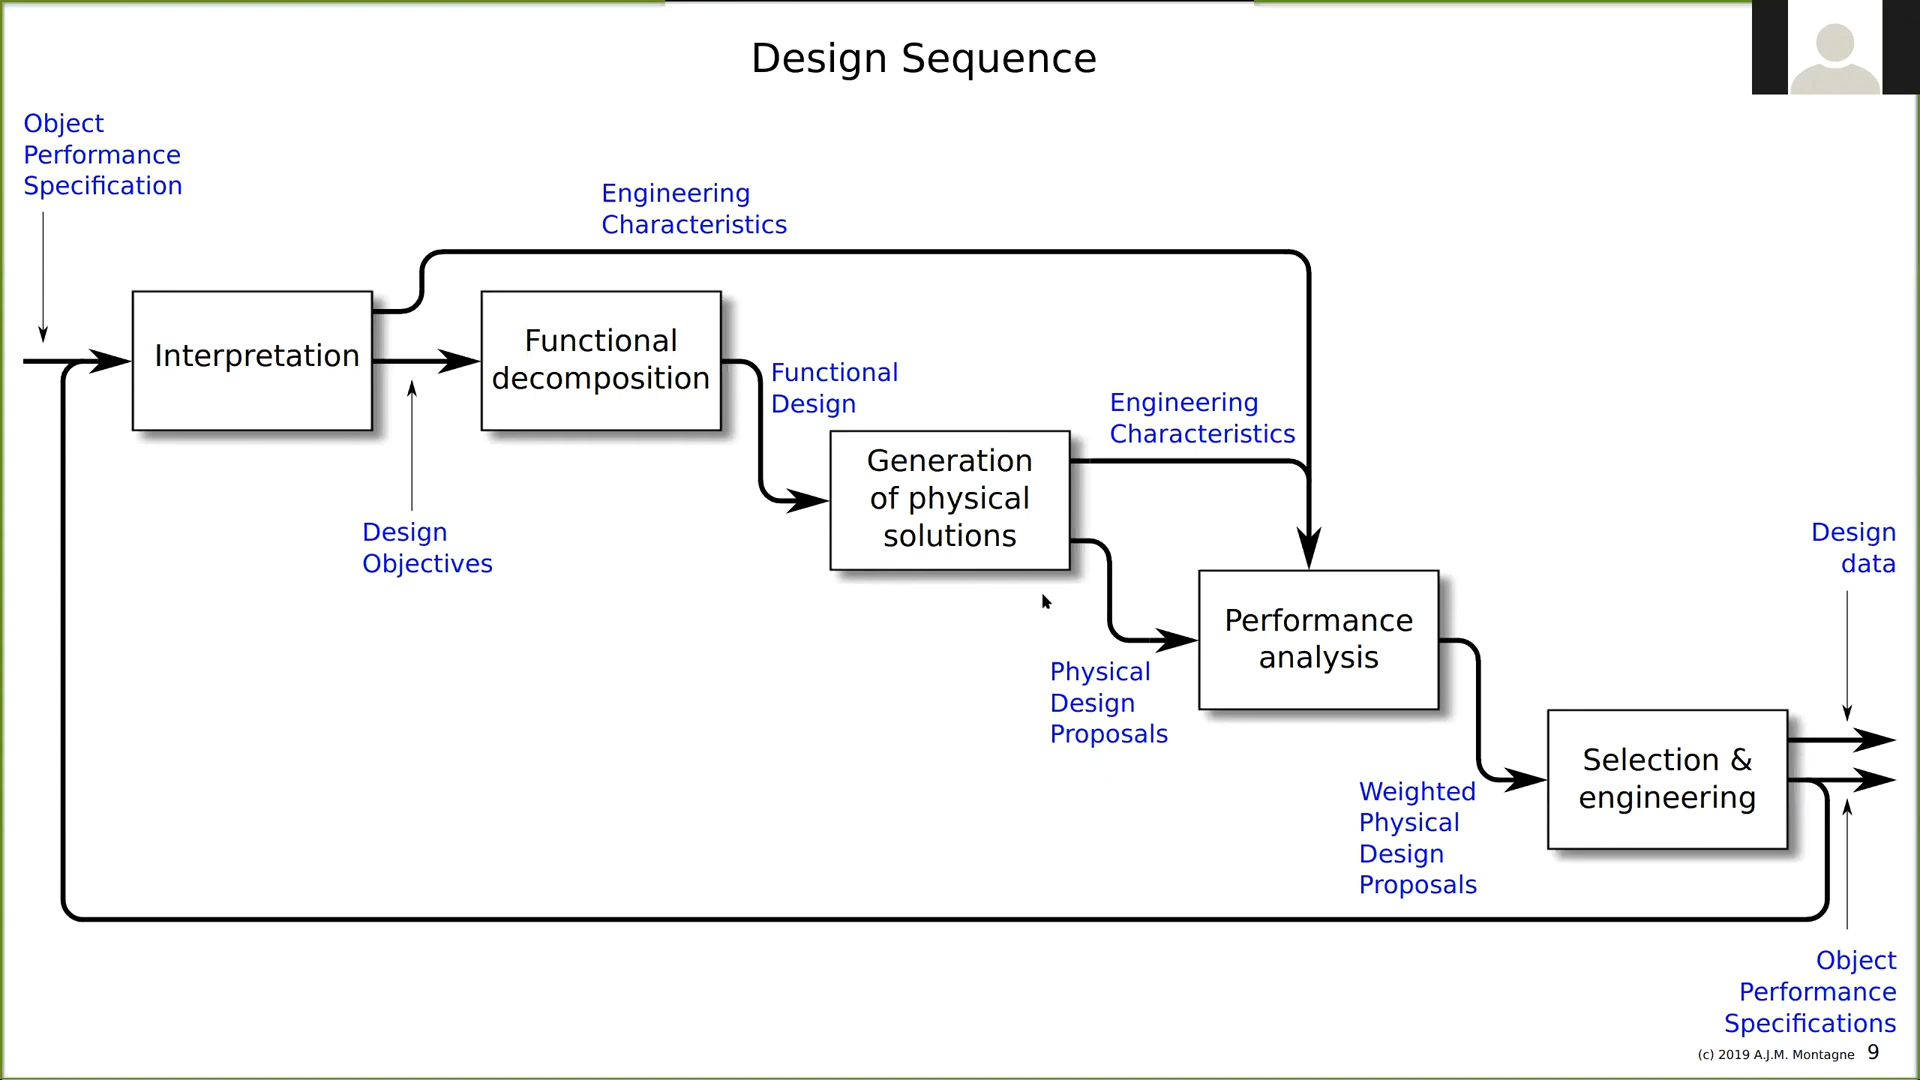 Design Sequence
Object
Performance
Specification
Engineering
Characteristics
Interpretation
Functional
decomposition
Functional
Design
Engineering
Characteristics
Generation
of physical
solutions
Design
Objectives
Design
data
Performance
analysis
Physical
Design
Proposals
Selection &
engineering
Weighted
Physical
Design
Proposals
Object
Performance
Specifications
(c) 2019 A.J.M. Montagne 9